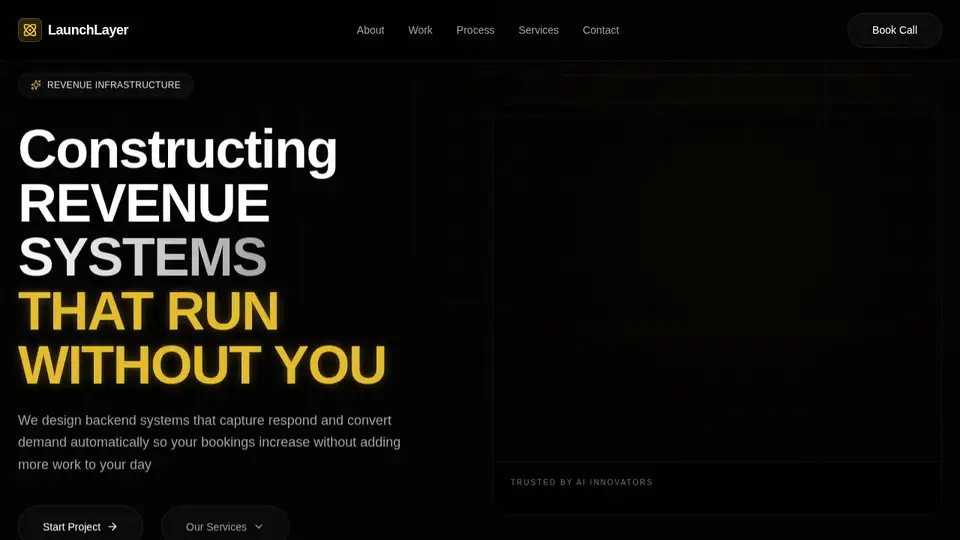 LaunchLayer
About
Work
Process
Services
Contact
Book Call
REVENUE INFRASTRUCTURE
Constructing
REVENUE
SYSTEMS
THAT RUN
WITHOUT YOU
We design backend systems that capture respond and convert
demand automatically so your bookings increase without adding
more work to your day
TRUSTED BY AI INNOVATORS
Start Project
Our Services